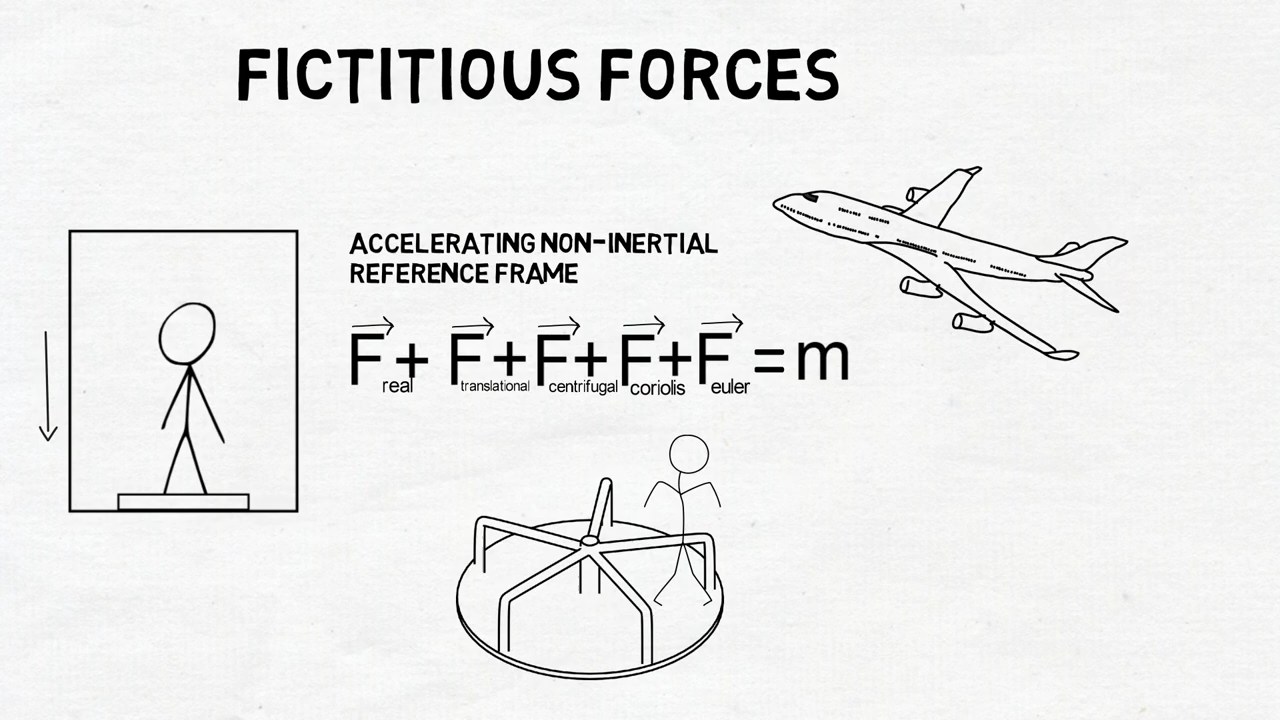 FICTITIOUS FORCES
ACCELERATING NON-INERTIAL
REFERENCE FRAME
F⃗real + F⃗translational + F⃗centrifugal + F⃗coriolis + F⃗euler = m